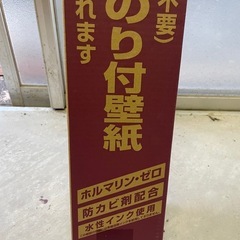 不要)
のり付壁紙
れます
ホルマリン・ゼロ
防カビ剤配合
水性インク使用